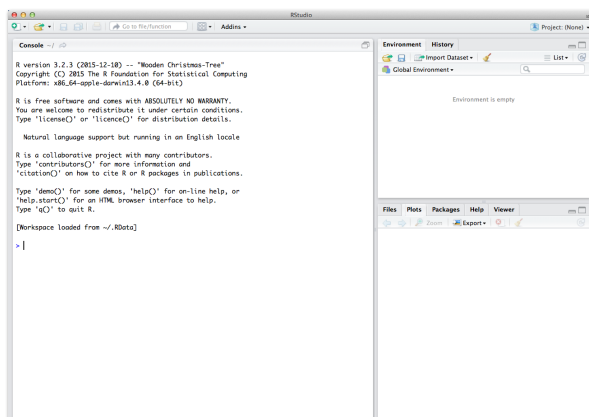 RStudio
Go to file/function
Addins
Project: (None)
Console ~/
R version 3.2.3 (2015-12-10) -- "Wooden Christmas-Tree"
Copyright (C) 2015 The R Foundation for Statistical Computing
Platform: x86_64-apple-darwin13.4.0 (64-bit)
R is free software and comes with ABSOLUTELY NO WARRANTY.
You are welcome to redistribute it under certain conditions.
Type 'license()' or 'licence()' for distribution details.
Natural language support but running in an English locale
R is a collaborative project with many contributors.
Type 'contributors()' for more information and
'citation()' on how to cite R or R packages in publications.
Type 'demo()' for some demos, 'help()' for on-line help, or
'help.start()' for an HTML browser interface to help.
Type 'q()' to quit R.
[Workspace loaded from ~/.RData]
>
Environment History
Import Dataset List
Global Environment
Environment is empty
Files Plots Packages Help Viewer
Zoom Export